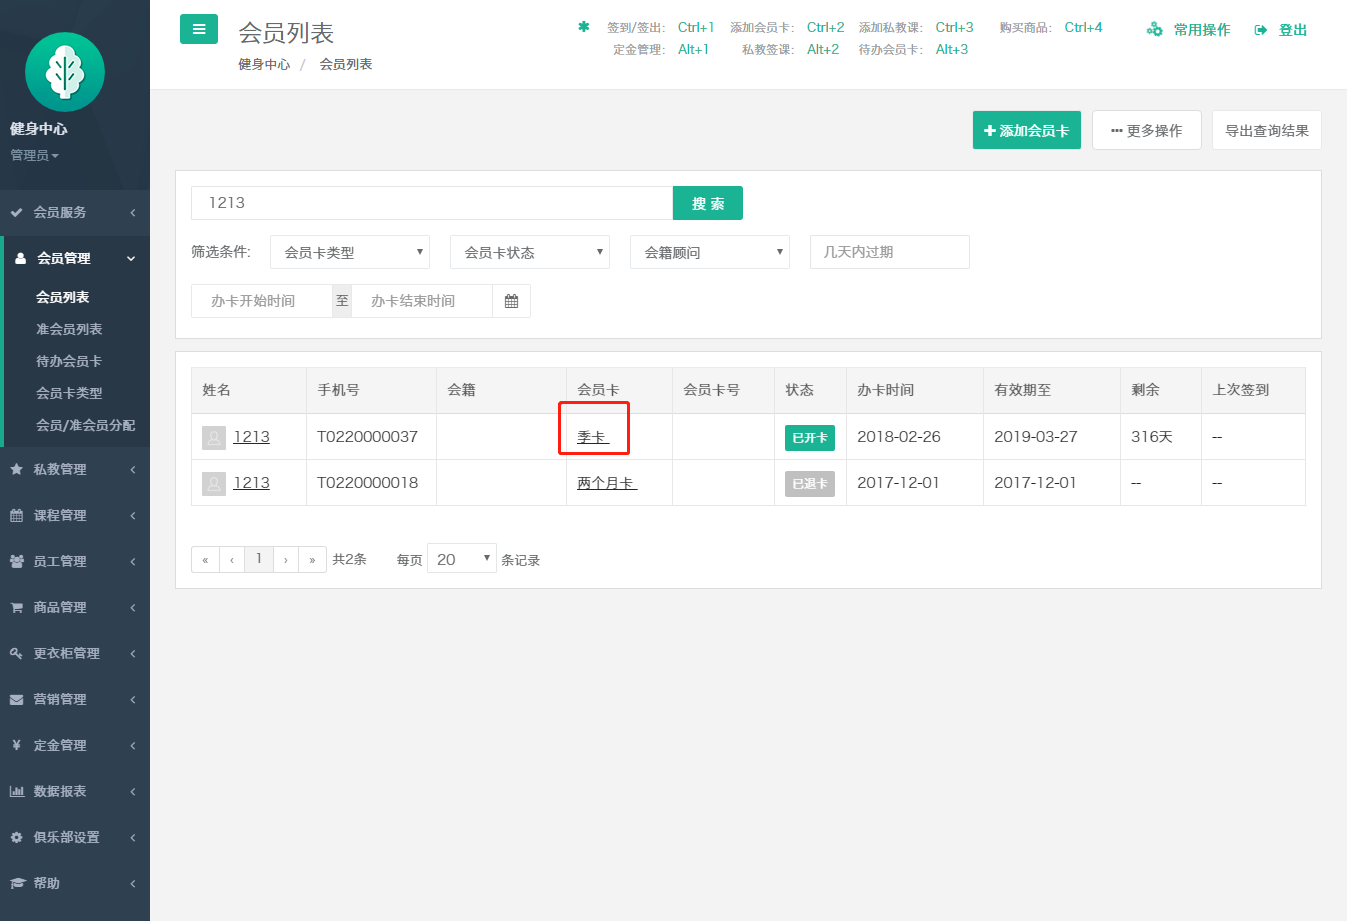 会员列表
健身中心 / 会员列表
签到/签出: Ctrl+1 添加会员卡: Ctrl+2 添加私教课: Ctrl+3 购买商品: Ctrl+4
定金管理: Alt+1 私教签课: Alt+2 待办会员卡: Alt+3
常用操作 登出
健身中心
管理员
会员服务
会员管理
会员列表
准会员列表
待办会员卡
会员卡类型
会员/准会员分配
私教管理
课程管理
员工管理
商品管理
更衣柜管理
营销管理
¥ 定金管理
数据报表
俱乐部设置
帮助
添加会员卡 更多操作 导出查询结果
1213 搜 索
筛选条件: 会员卡类型 会员卡状态 会籍顾问 几天内过期
办卡开始时间 至 办卡结束时间
姓名 手机号 会籍 会员卡 会员卡号 状态 办卡时间 有效期至 剩余 上次签到
1213 T0220000037 季卡 已开卡 2018-02-26 2019-03-27 316天 --
1213 T0220000018 两个月卡 已退卡 2017-12-01 2017-12-01 -- --
« ‹ 1 › » 共2条 每页 20 条记录